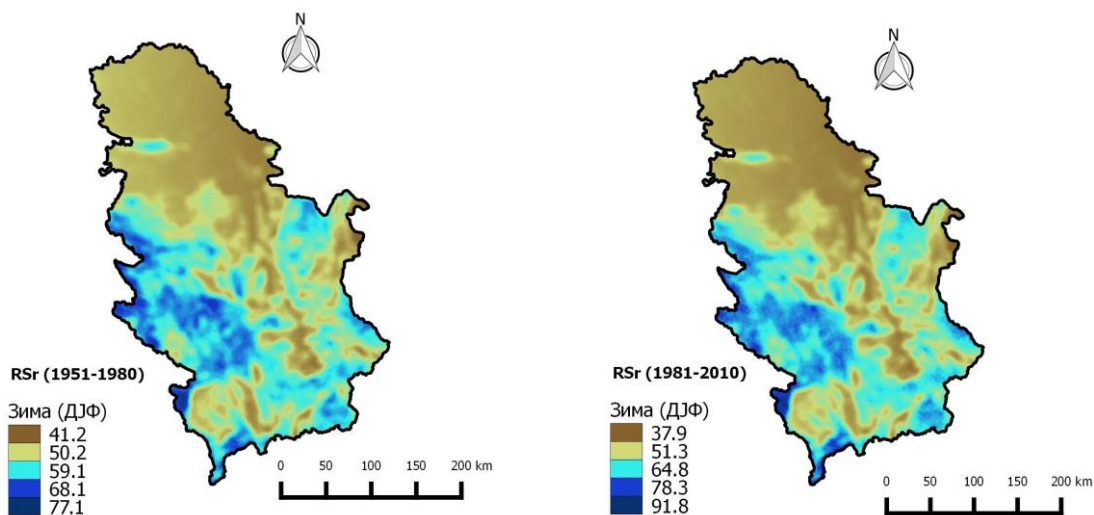 N
RSr (1951-1980)
Зима (ДЈФ)
41.2
50.2
59.1
68.1
77.1
0 50 100 150 200 km
N
RSr (1981-2010)
Зима (ДЈФ)
37.9
51.3
64.8
78.3
91.8
0 50 100 150 200 km